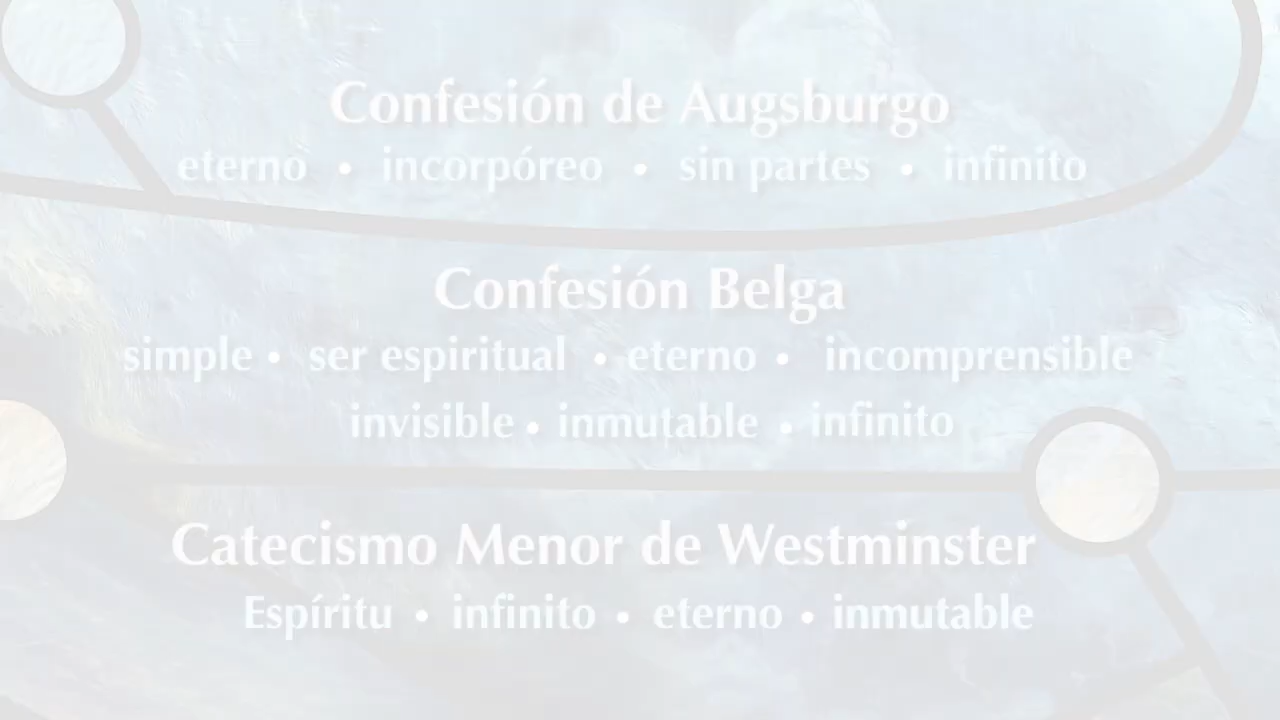 Confesión de Augsburgo
eterno • incorpóreo • sin partes • infinito
Confesión Belga
simple • ser espiritual • eterno • incomprensible
invisible • inmutable • infinito
Catecismo Menor de Westminster
Espíritu • infinito • eterno • inmutable